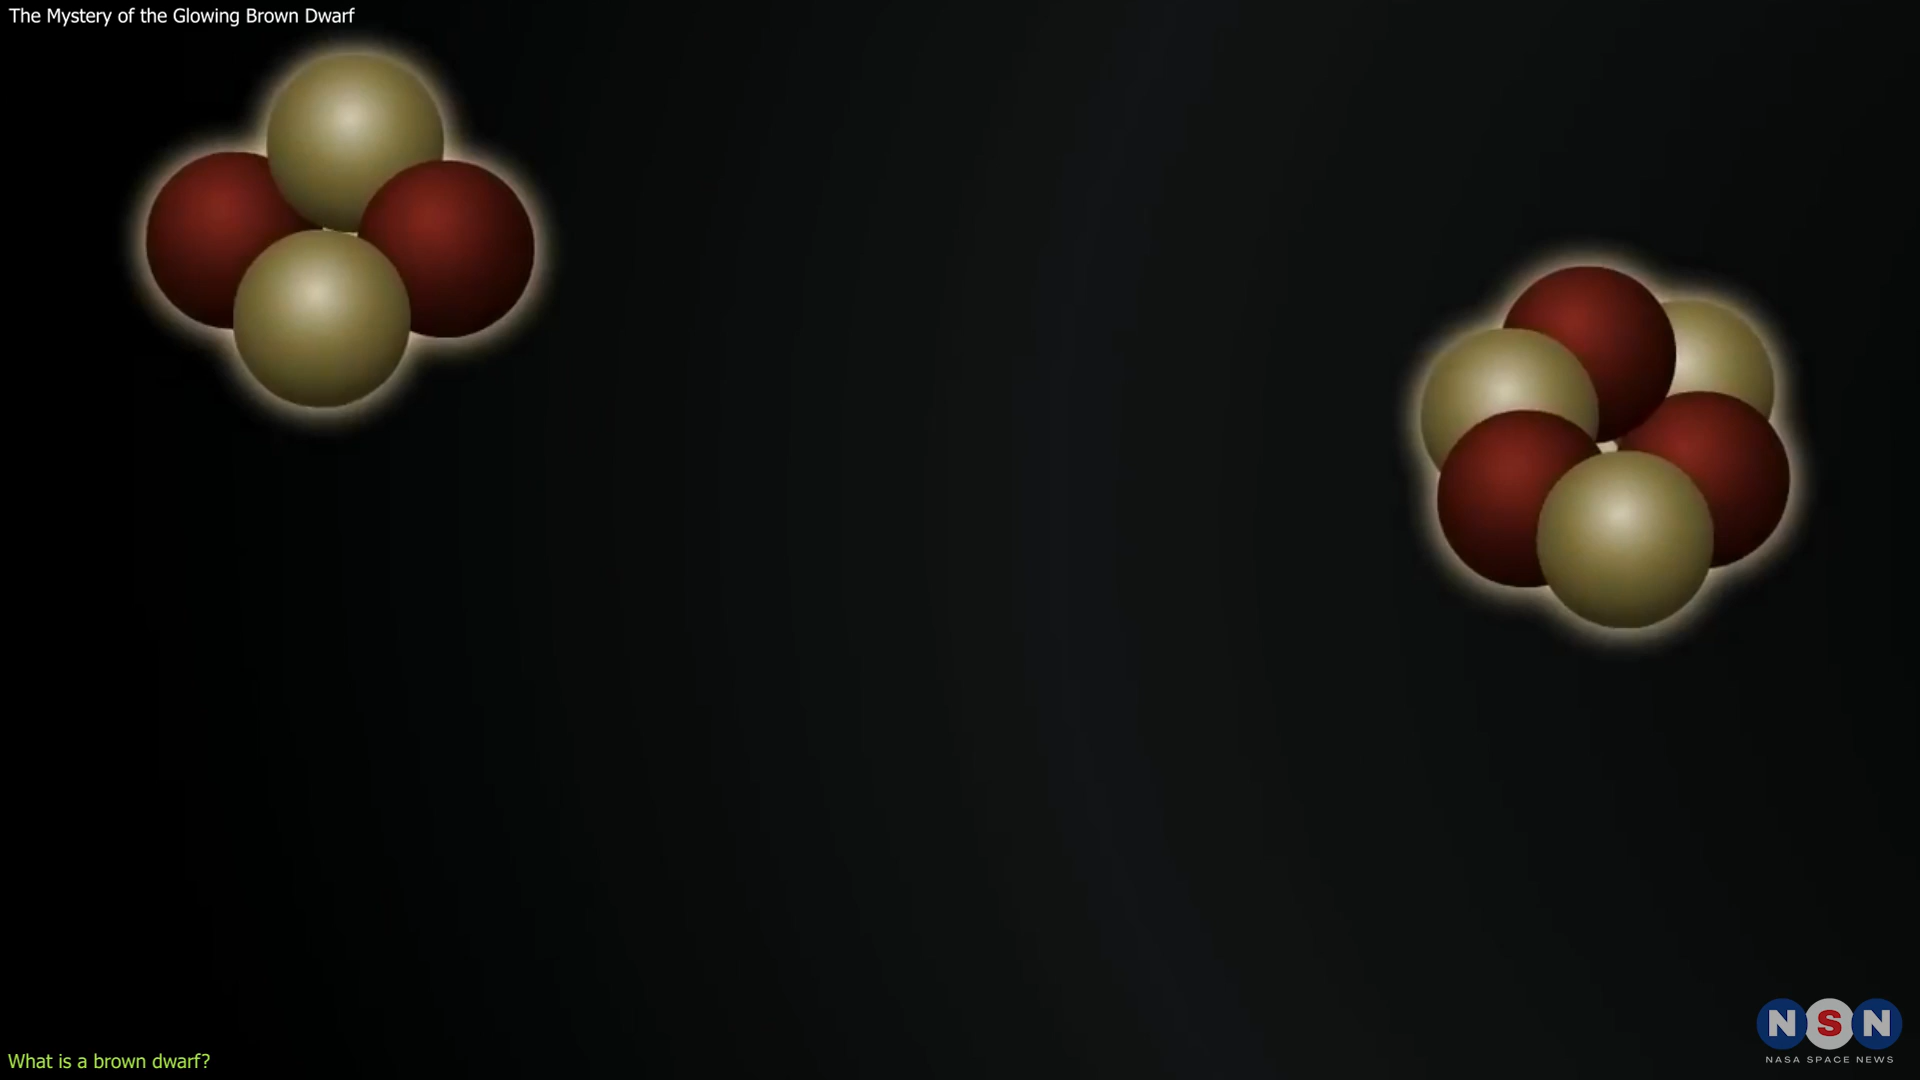 The Mystery of the Glowing Brown Dwarf
What is a brown dwarf?
NSN
NASA SPACE NEWS